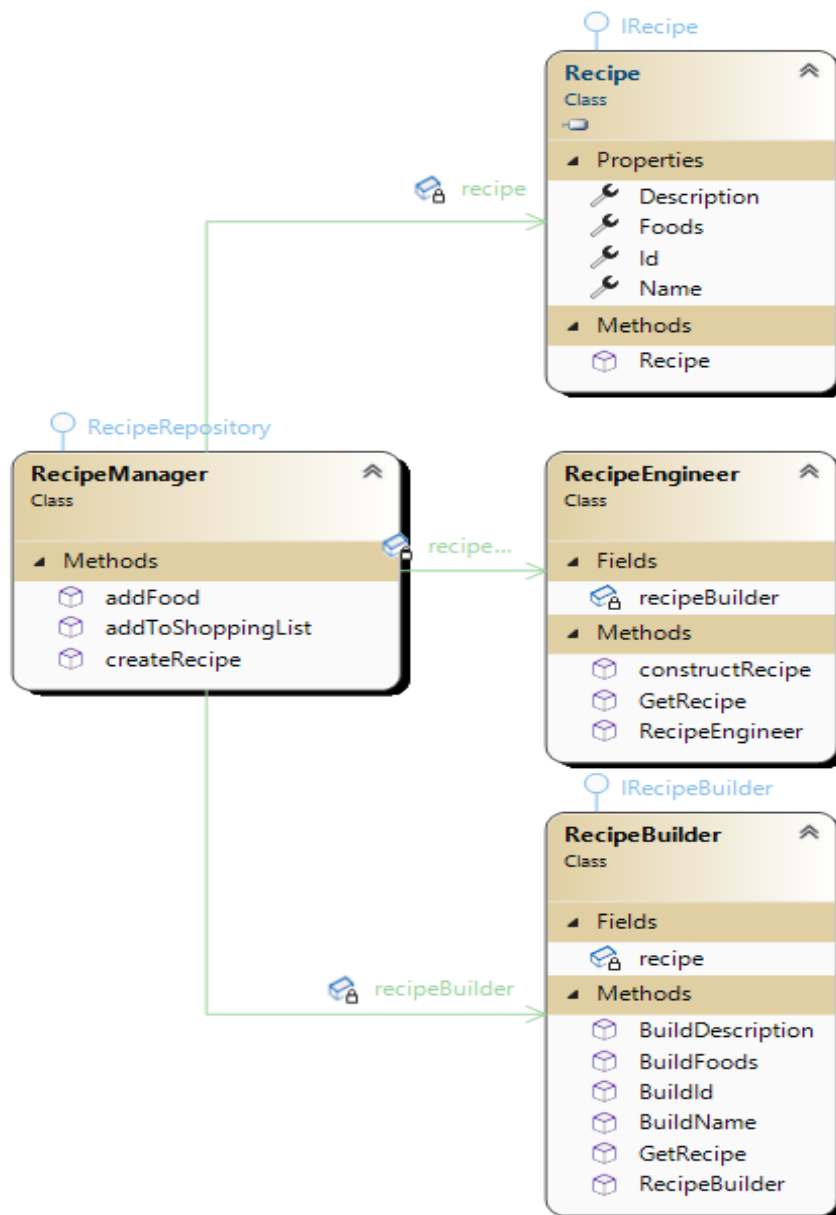 IRecipe
Recipe
Class
Properties
Description
Foods
Id
Name
Methods
Recipe
recipe
RecipeRepository
RecipeManager
Class
Methods
addFood
addToShoppingList
createRecipe
recipe...
RecipeEngineer
Class
Fields
recipeBuilder
Methods
constructRecipe
GetRecipe
RecipeEngineer
recipeBuilder
IRecipeBuilder
RecipeBuilder
Class
Fields
recipe
Methods
BuildDescription
BuildFoods
BuildId
BuildName
GetRecipe
RecipeBuilder